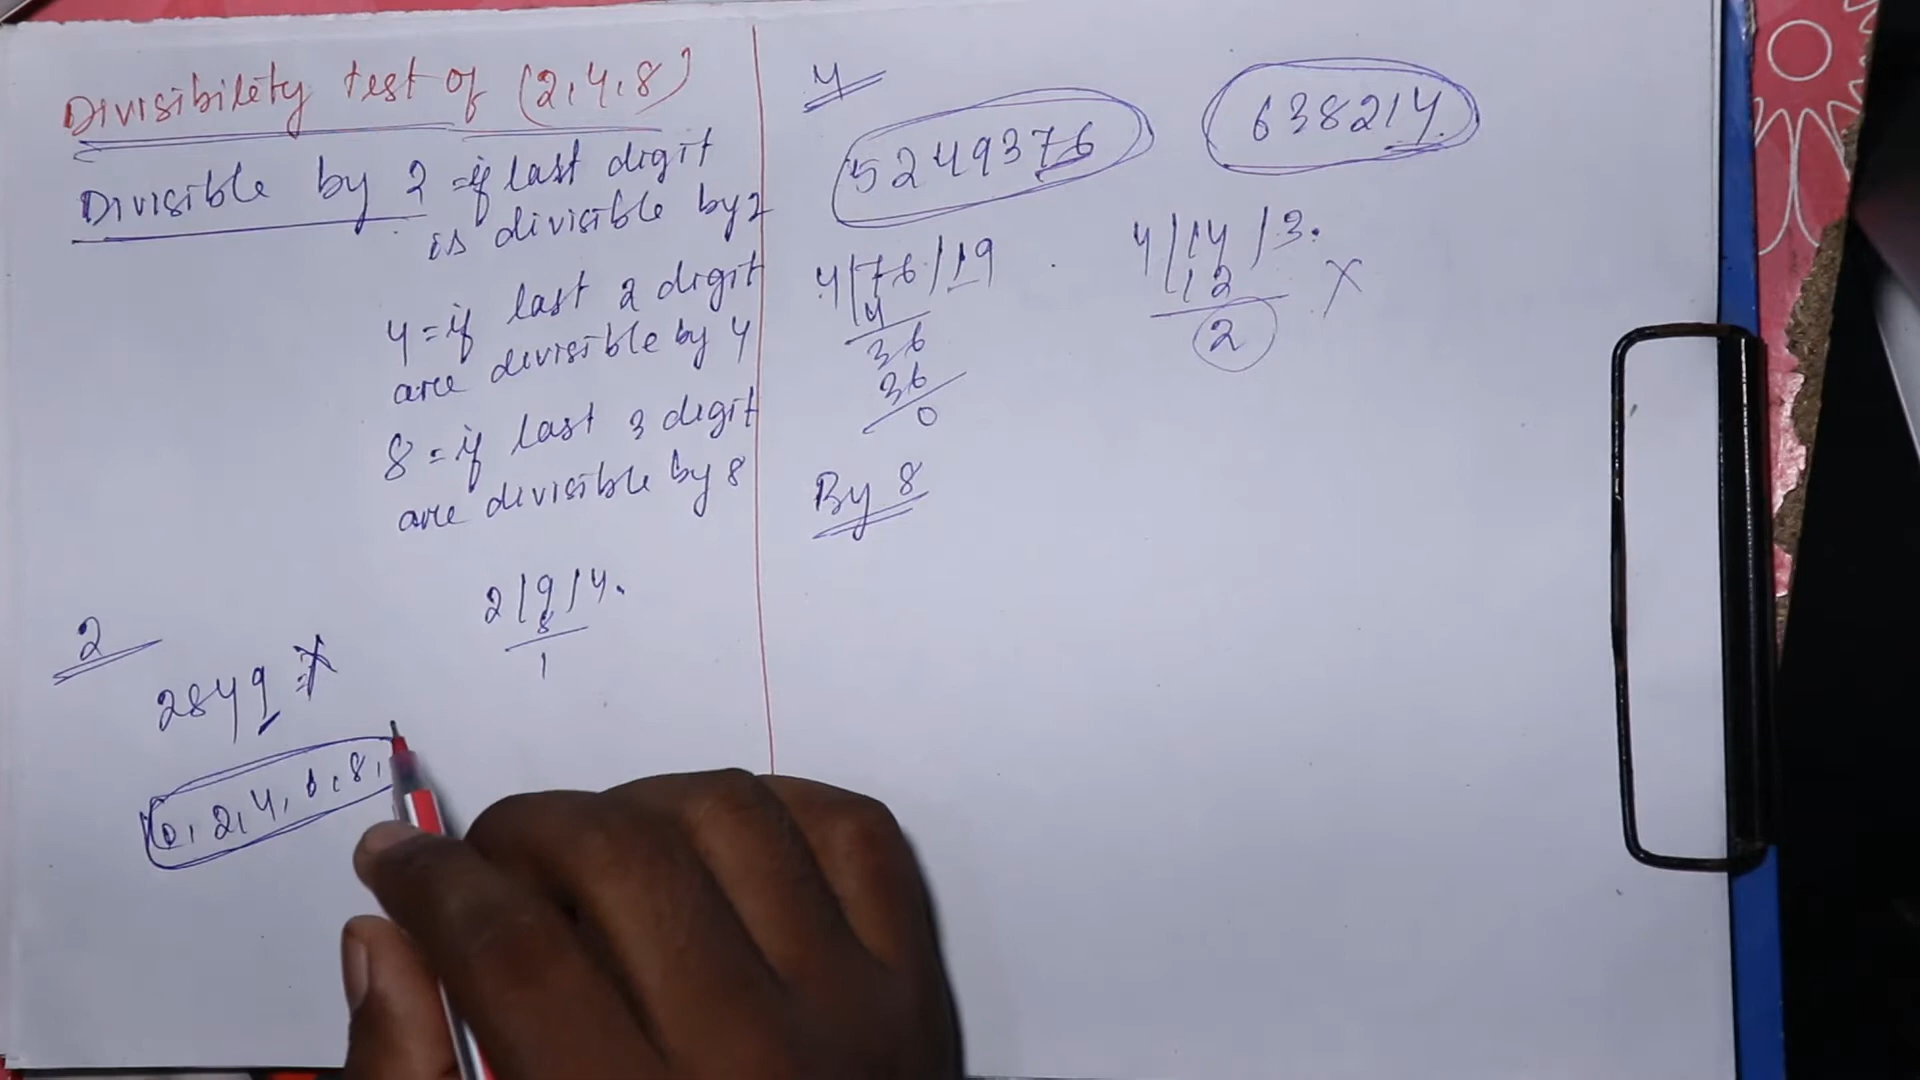 Divisibility test of (2,4,8)
Divisible by 2 = if last digit
is divisible by 2
4 = if last 2 digit
are divisible by 4
8 = if last 3 digit
are divisible by 8
2 | 9 | 4.
8
1
2
2849 = X
0, 2, 4, 6, 8,
4
5249376
638214
4 | 76 | 19
4
36
36
0
4 | 14 | 3.
12
2
X
By 8